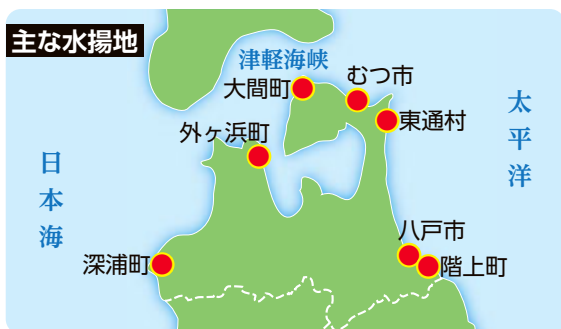 主な水揚地
津軽海峡
大間町
むつ市
東通村
外ヶ浜町
太平洋
日本海
八戸市
深浦町
階上町